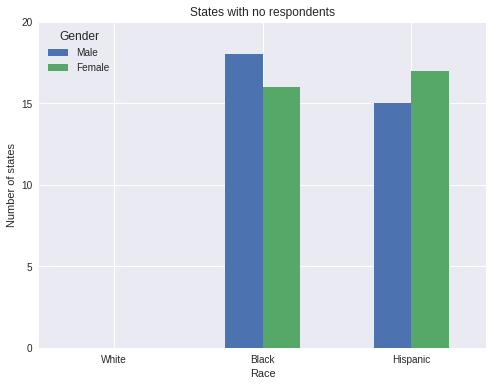 States with no respondents
Gender
Male
Female
Number of states
20
15
10
5
0
White Black Hispanic
Race